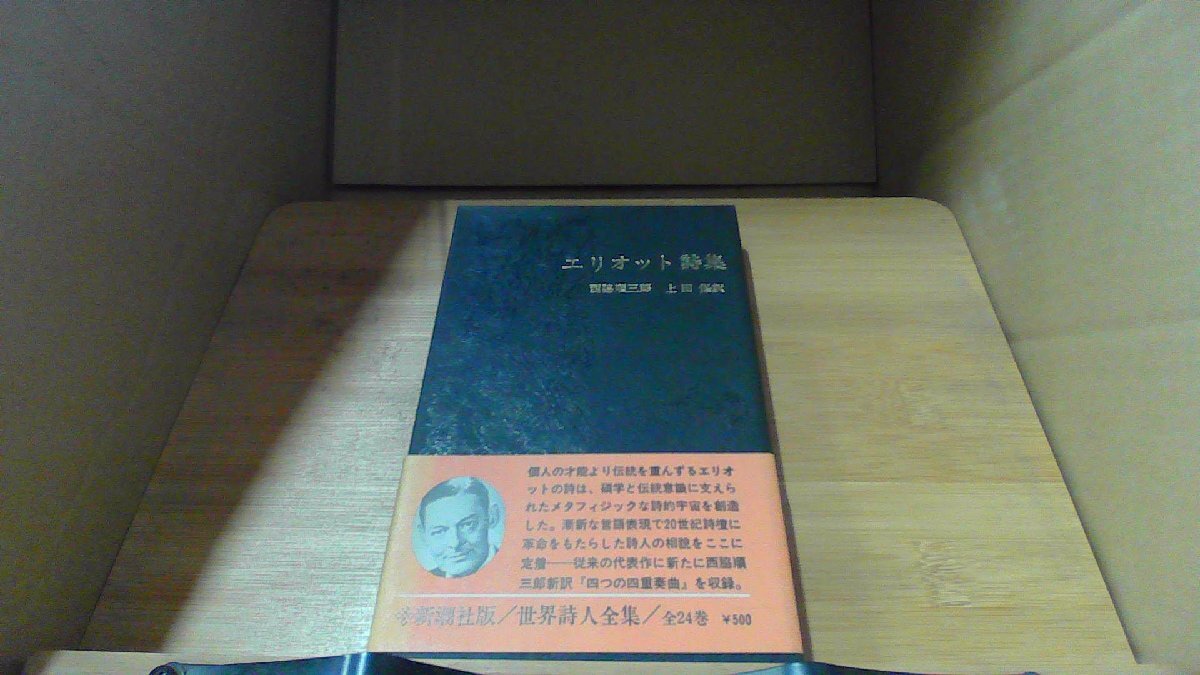 エリオット詩集
西脇順三郎 上田 保訳
個人の才能より伝統を重んずるエリオ
ットの詩は、碩学と伝統意識に支えら
れたメタフィジックな詩的宇宙を創造
した。漸新な言語表現で20世紀詩壇に
革命をもたらした詩人の相貌をここに
定着──従来の代表作に新たに西脇順
三郎新訳『四つの四重奏曲』を収録。
新潮社版/世界詩人全集/全24巻 ¥500